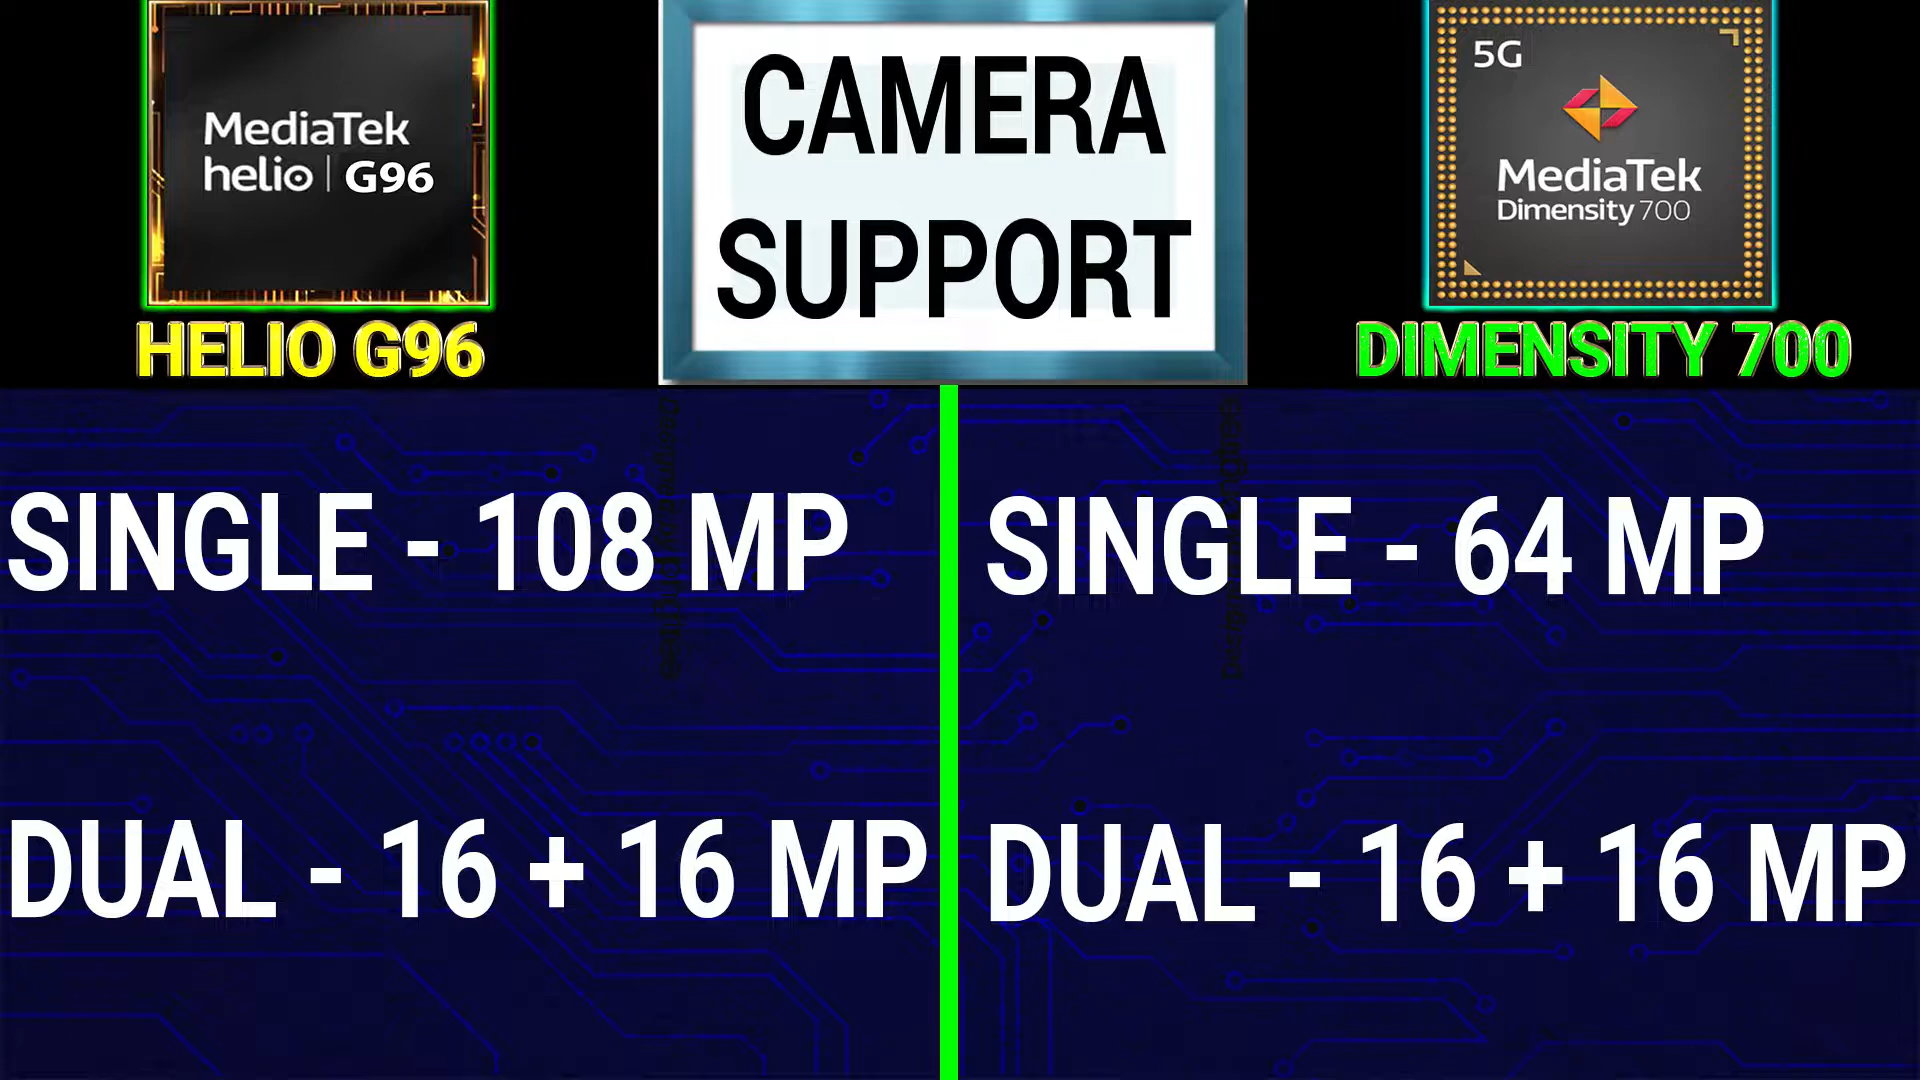 MediaTek
helio | G96
HELIO G96
CAMERA
SUPPORT
5G
MediaTek
Dimensity 700
DIMENSITY 700
SINGLE - 108 MP
DUAL - 16 + 16 MP
SINGLE - 64 MP
DUAL - 16 + 16 MP